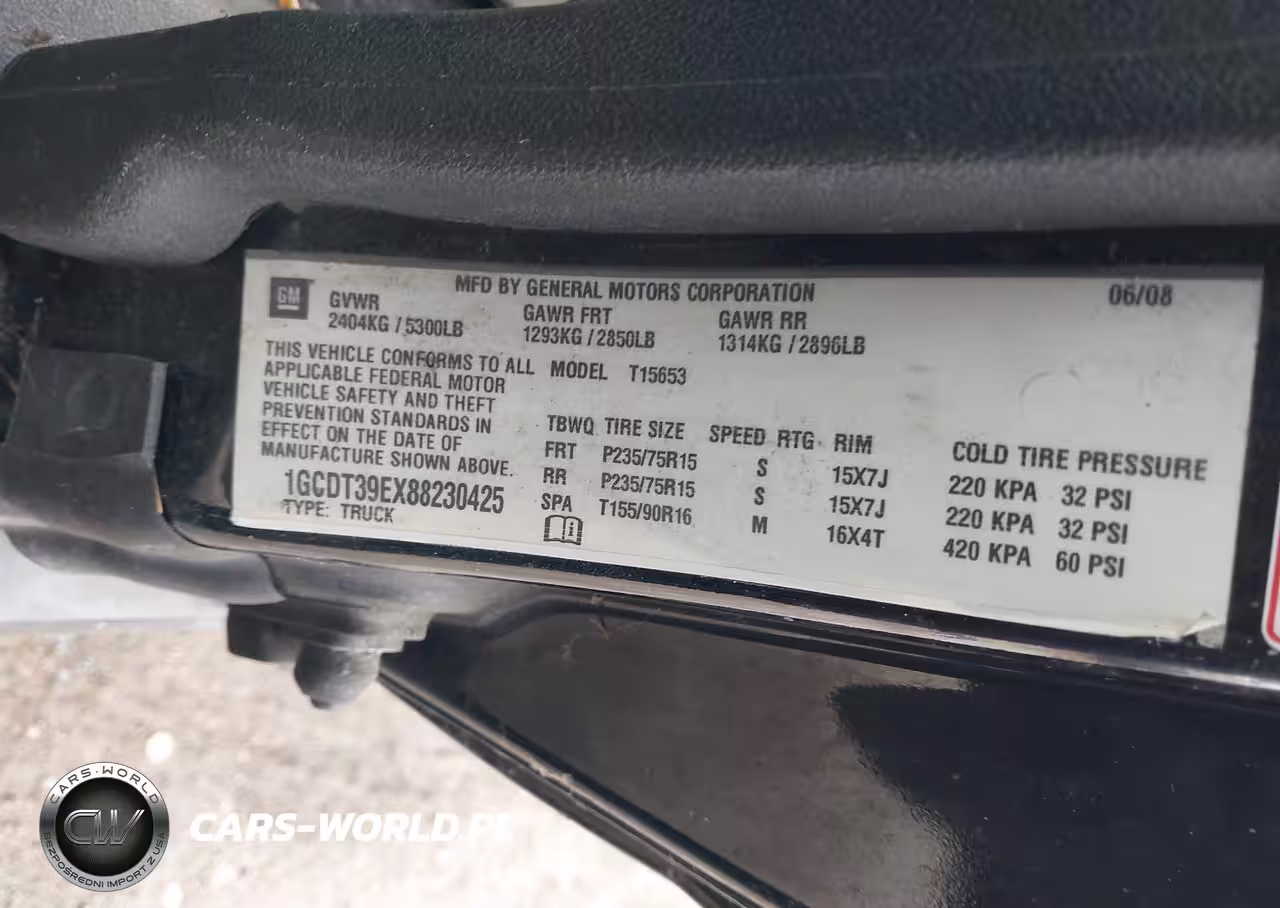 GM
MFD BY GENERAL MOTORS CORPORATION
06/08
GVWR
2404KG / 5300LB
GAWR FRT
1293KG / 2850LB
GAWR RR
1314KG / 2896LB
THIS VEHICLE CONFORMS TO ALL
APPLICABLE FEDERAL MOTOR
VEHICLE SAFETY AND THEFT
PREVENTION STANDARDS IN
EFFECT ON THE DATE OF
MANUFACTURE SHOWN ABOVE.
1GCDT39EX88230425
TYPE: TRUCK
MODEL T15653
TBWQ TIRE SIZE SPEED RTG RIM COLD TIRE PRESSURE
FRT P235/75R15 S 15X7J 220 KPA 32 PSI
RR P235/75R15 S 15X7J 220 KPA 32 PSI
SPA T155/90R16 M 16X4T 420 KPA 60 PSI
CARS-WORLD
CW
BEZPOŚREDNI IMPORT Z USA
CARS-WORLD.PL